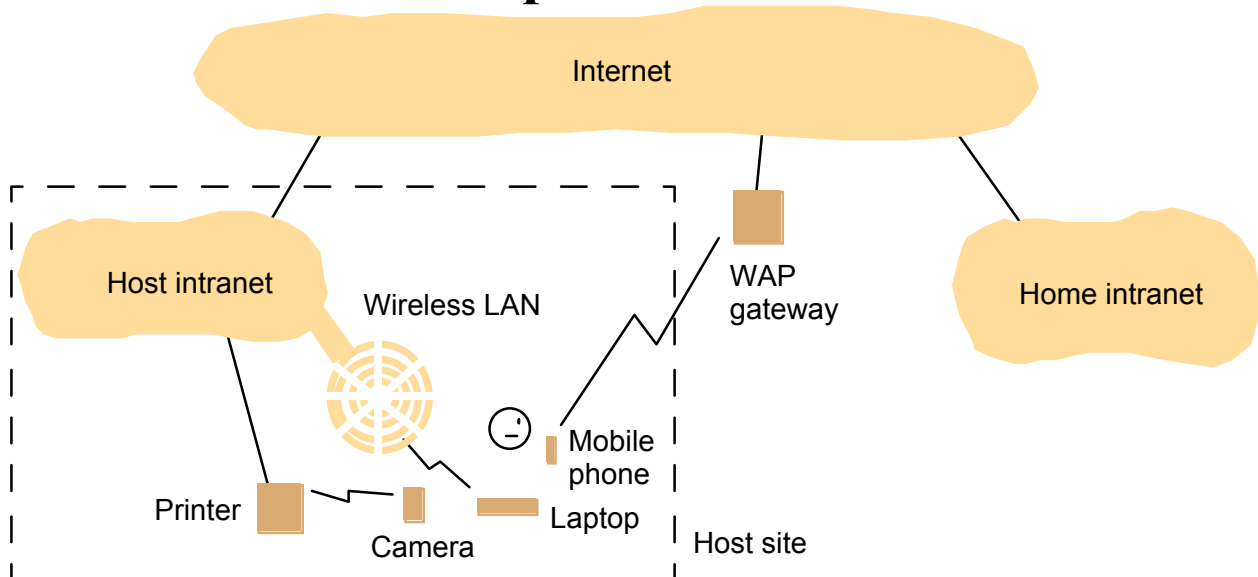 Internet
Host intranet
Wireless LAN
WAP
gateway
Home intranet
Mobile
phone
Printer
Camera
Laptop
Host site